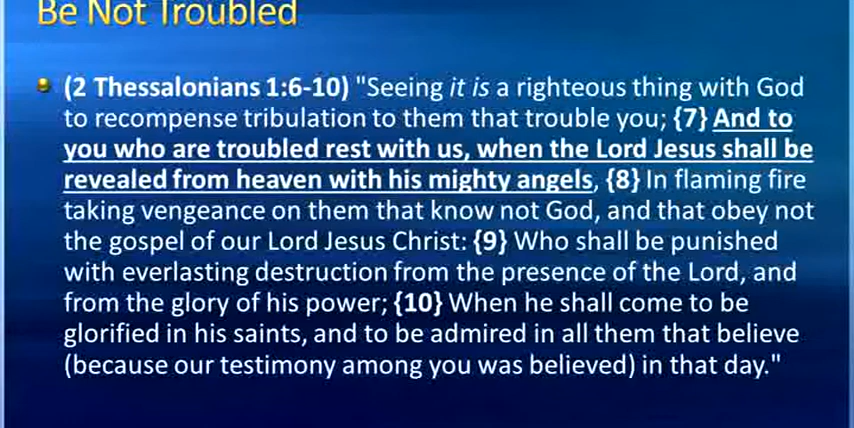 Be Not Troubled
(2 Thessalonians 1:6-10) "Seeing it is a righteous thing with God
to recompense tribulation to them that trouble you; {7} And to
you who are troubled rest with us, when the Lord Jesus shall be
revealed from heaven with his mighty angels, {8} In flaming fire
taking vengeance on them that know not God, and that obey not
the gospel of our Lord Jesus Christ: {9} Who shall be punished
with everlasting destruction from the presence of the Lord, and
from the glory of his power; {10} When he shall come to be
glorified in his saints, and to be admired in all them that believe
(because our testimony among you was believed) in that day."